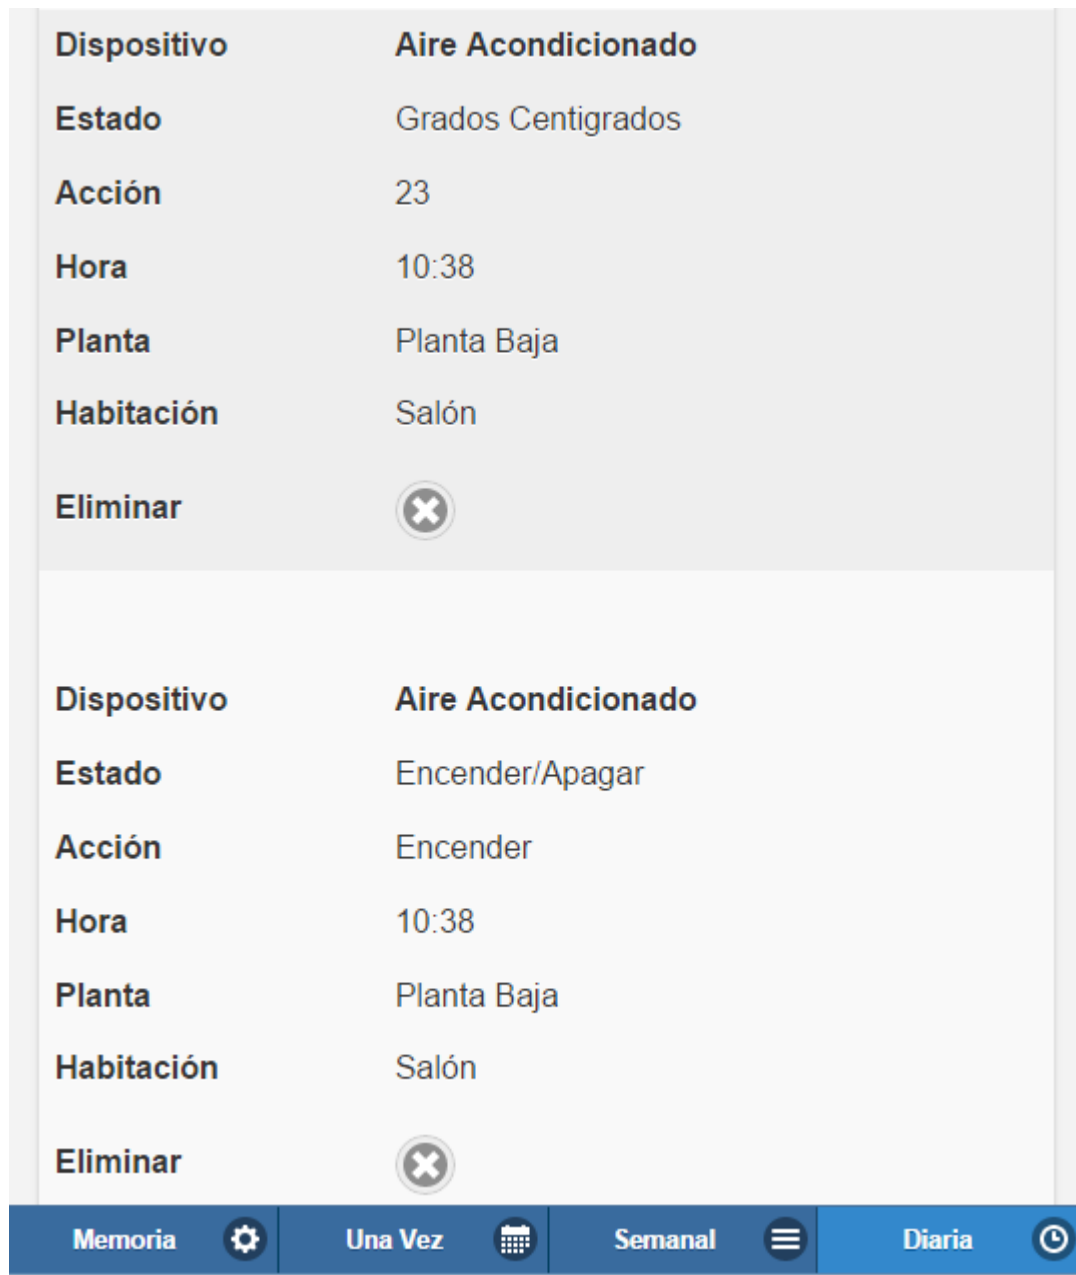 Dispositivo Aire Acondicionado
Estado Grados Centigrados
Acción 23
Hora 10:38
Planta Planta Baja
Habitación Salón
Eliminar
Dispositivo Aire Acondicionado
Estado Encender/Apagar
Acción Encender
Hora 10:38
Planta Planta Baja
Habitación Salón
Eliminar
Memoria Una Vez Semanal Diaria